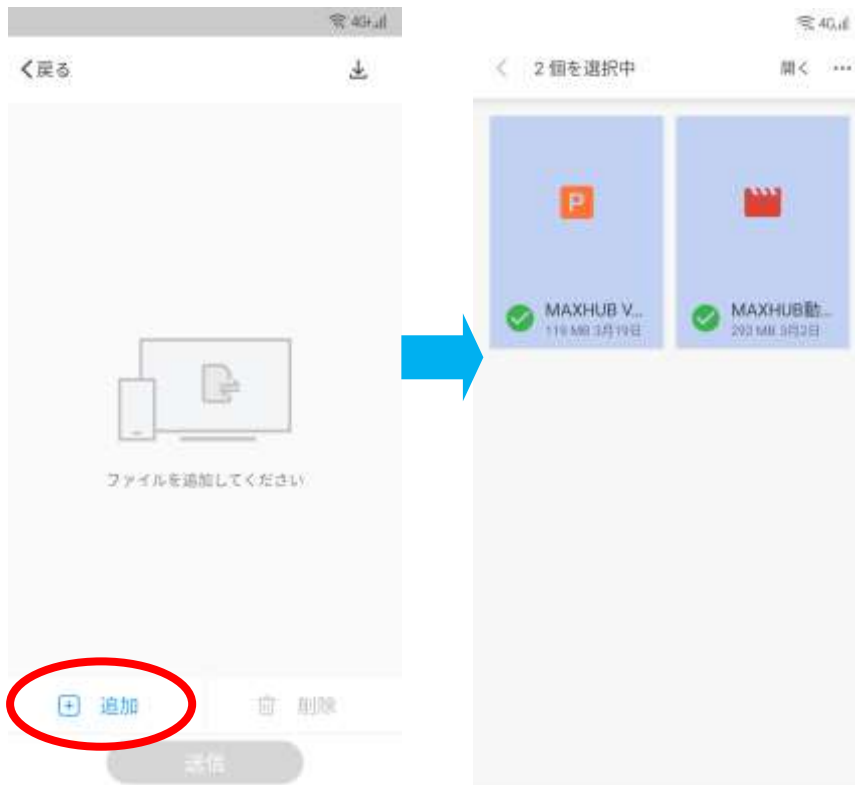 4G+
戻る
ファイルを追加してください
追加
削除
送信
4G
2 個を選択中
開く
P
MAXHUB V...
119 MB 3月19日
MAXHUB動...
293 MB 3月2日